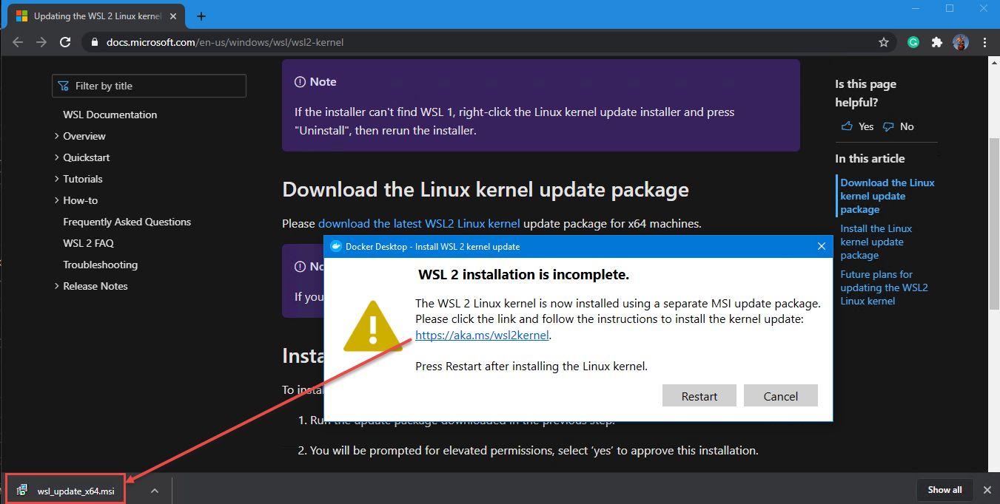 Updating the WSL 2 Linux kernel
docs.microsoft.com/en-us/windows/wsl/wsl2-kernel
Filter by title
WSL Documentation
Overview
Quickstart
Tutorials
How-to
Frequently Asked Questions
WSL 2 FAQ
Troubleshooting
Release Notes
Note
If the installer can't find WSL 1, right-click the Linux kernel update installer and press
"Uninstall", then rerun the installer.
Download the Linux kernel update package
Please download the latest WSL2 Linux kernel update package for x64 machines.
If you
To
1. Run the update package downloaded in the previous step.
2. You will be prompted for elevated permissions, select ‘yes’ to approve this installation.
Docker Desktop - Install WSL 2 kernel update
WSL 2 installation is incomplete.
The WSL 2 Linux kernel is now installed using a separate MSI update package.
Please click the link and follow the instructions to install the kernel update:
https://aka.ms/wsl2kernel.
Press Restart after installing the Linux kernel.
Restart
Cancel
Is this page
helpful?
Yes
No
In this article
Download the Linux
kernel update
package
Install the Linux
kernel update
package
Future plans for
updating the WSL2
Linux kernel
wsl_update_x64.msi
Show all